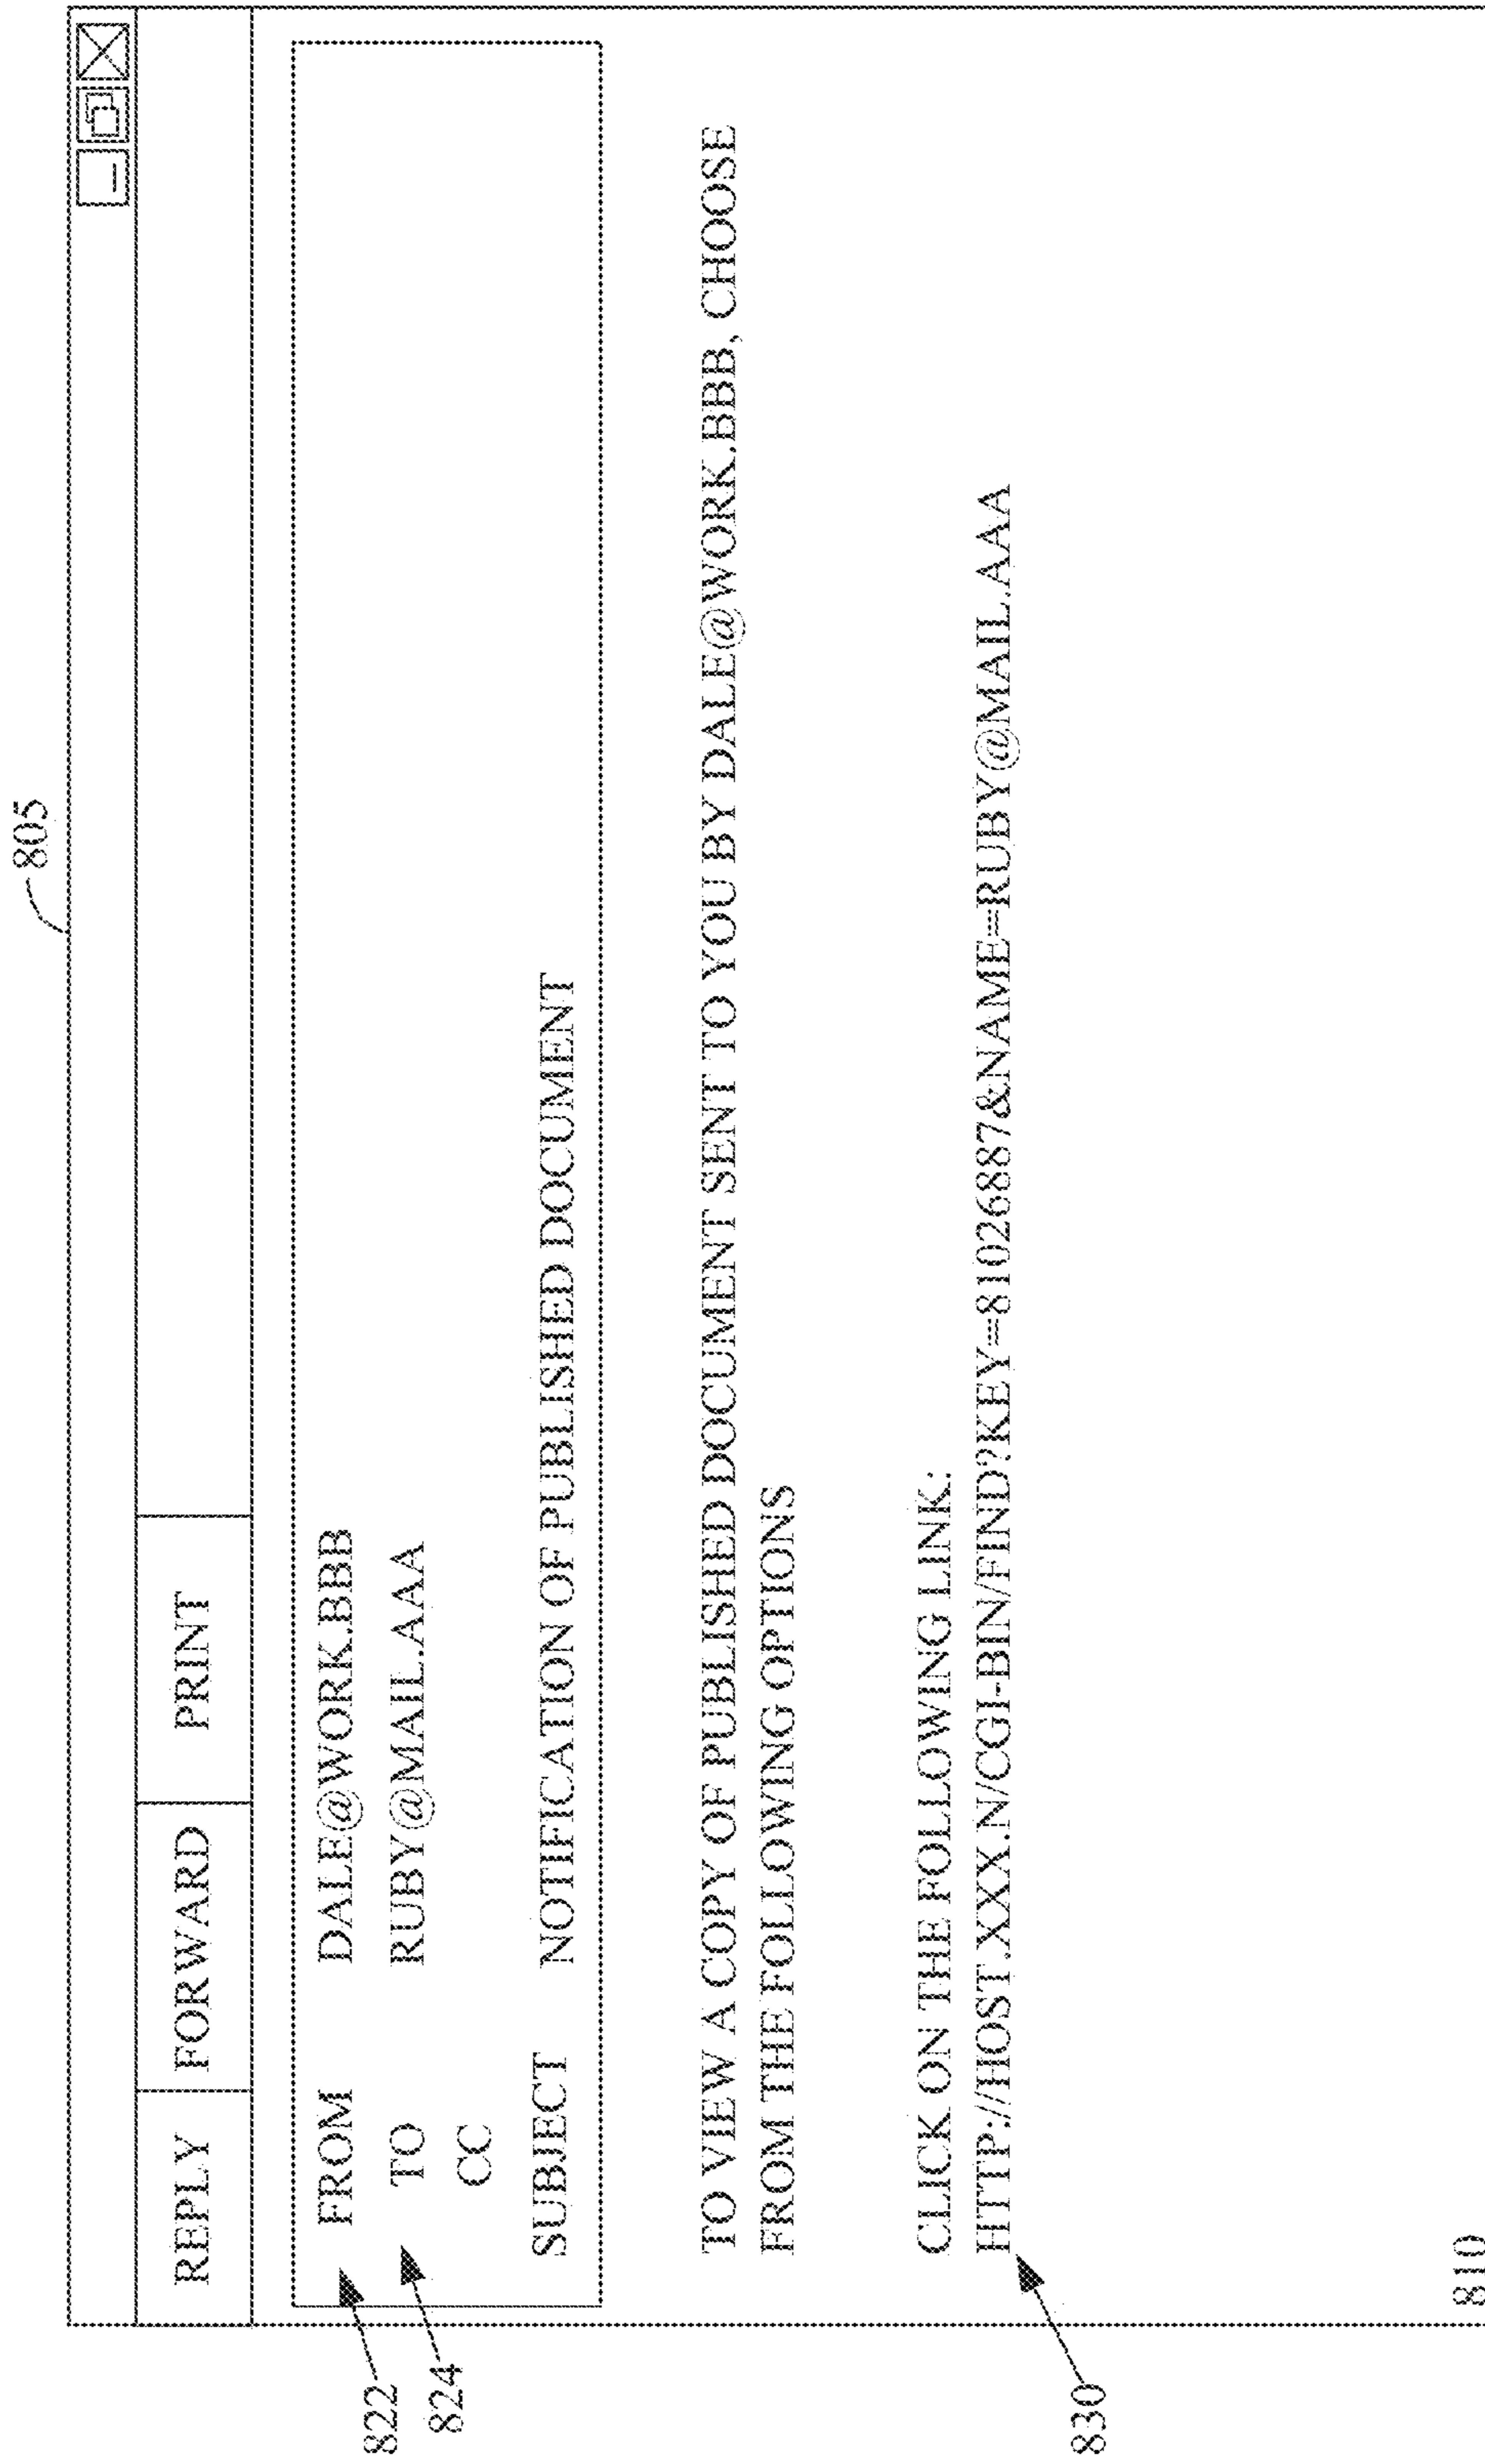 805
REPLY FORWARD PRINT
822 FROM DALE@WORK.BBB
824 TO RUBY@MAIL.AAA
CC
SUBJECT NOTIFICATION OF PUBLISHED DOCUMENT
TO VIEW A COPY OF PUBLISHED DOCUMENT SENT TO YOU BY DALE@WORK.BBB, CHOOSE
FROM THE FOLLOWING OPTIONS
CLICK ON THE FOLLOWING LINK:
830 HTTP://HOST.XXX.N/CGI-BIN/FIND?KEY=81026887&NAME=RUBY@MAIL.AAA
810